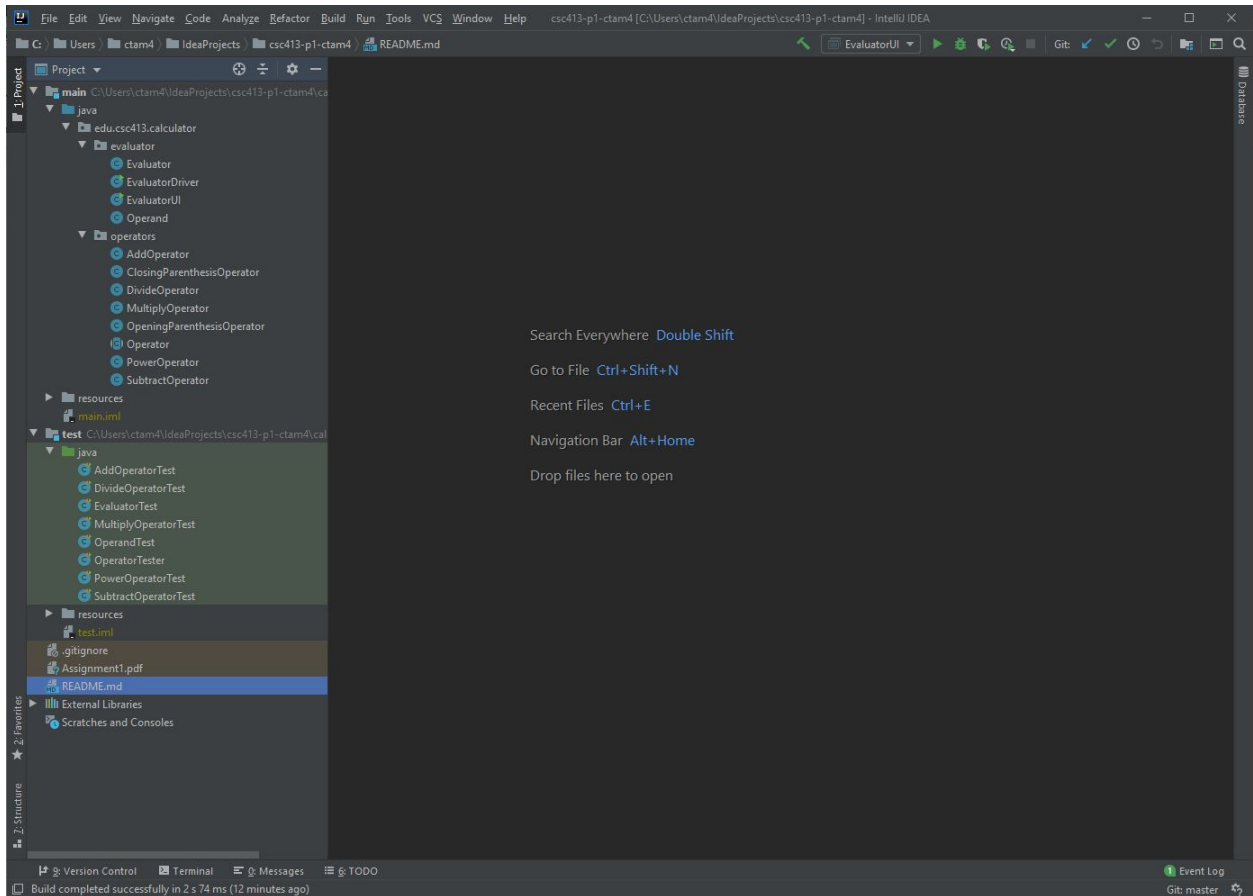 File Edit View Navigate Code Analyze Refactor Build Run Tools VCS Window Help csc413-p1-ctam4 [C:\Users\ctam4\IdeaProjects\csc413-p1-ctam4] - IntelliJ IDEA
C: Users ctam4 IdeaProjects csc413-p1-ctam4 README.md EvaluatorUI Git:
1: Project
Project
main C:\Users\ctam4\IdeaProjects\csc413-p1-ctam4\ca
java
edu.csc413.calculator
evaluator
Evaluator
EvaluatorDriver
EvaluatorUI
Operand
operators
AddOperator
ClosingParenthesisOperator
DivideOperator
MultiplyOperator
OpeningParenthesisOperator
Operator
PowerOperator
SubtractOperator
resources
main.iml
test C:\Users\ctam4\IdeaProjects\csc413-p1-ctam4\cal
java
AddOperatorTest
DivideOperatorTest
EvaluatorTest
MultiplyOperatorTest
OperandTest
OperatorTester
PowerOperatorTest
SubtractOperatorTest
resources
test.iml
.gitignore
Assignment1.pdf
README.md
External Libraries
Scratches and Consoles
2: Favorites
7: Structure
Search Everywhere Double Shift
Go to File Ctrl+Shift+N
Recent Files Ctrl+E
Navigation Bar Alt+Home
Drop files here to open
Database
9: Version Control Terminal 0: Messages 6: TODO 1 Event Log
Build completed successfully in 2 s 74 ms (12 minutes ago) Git: master